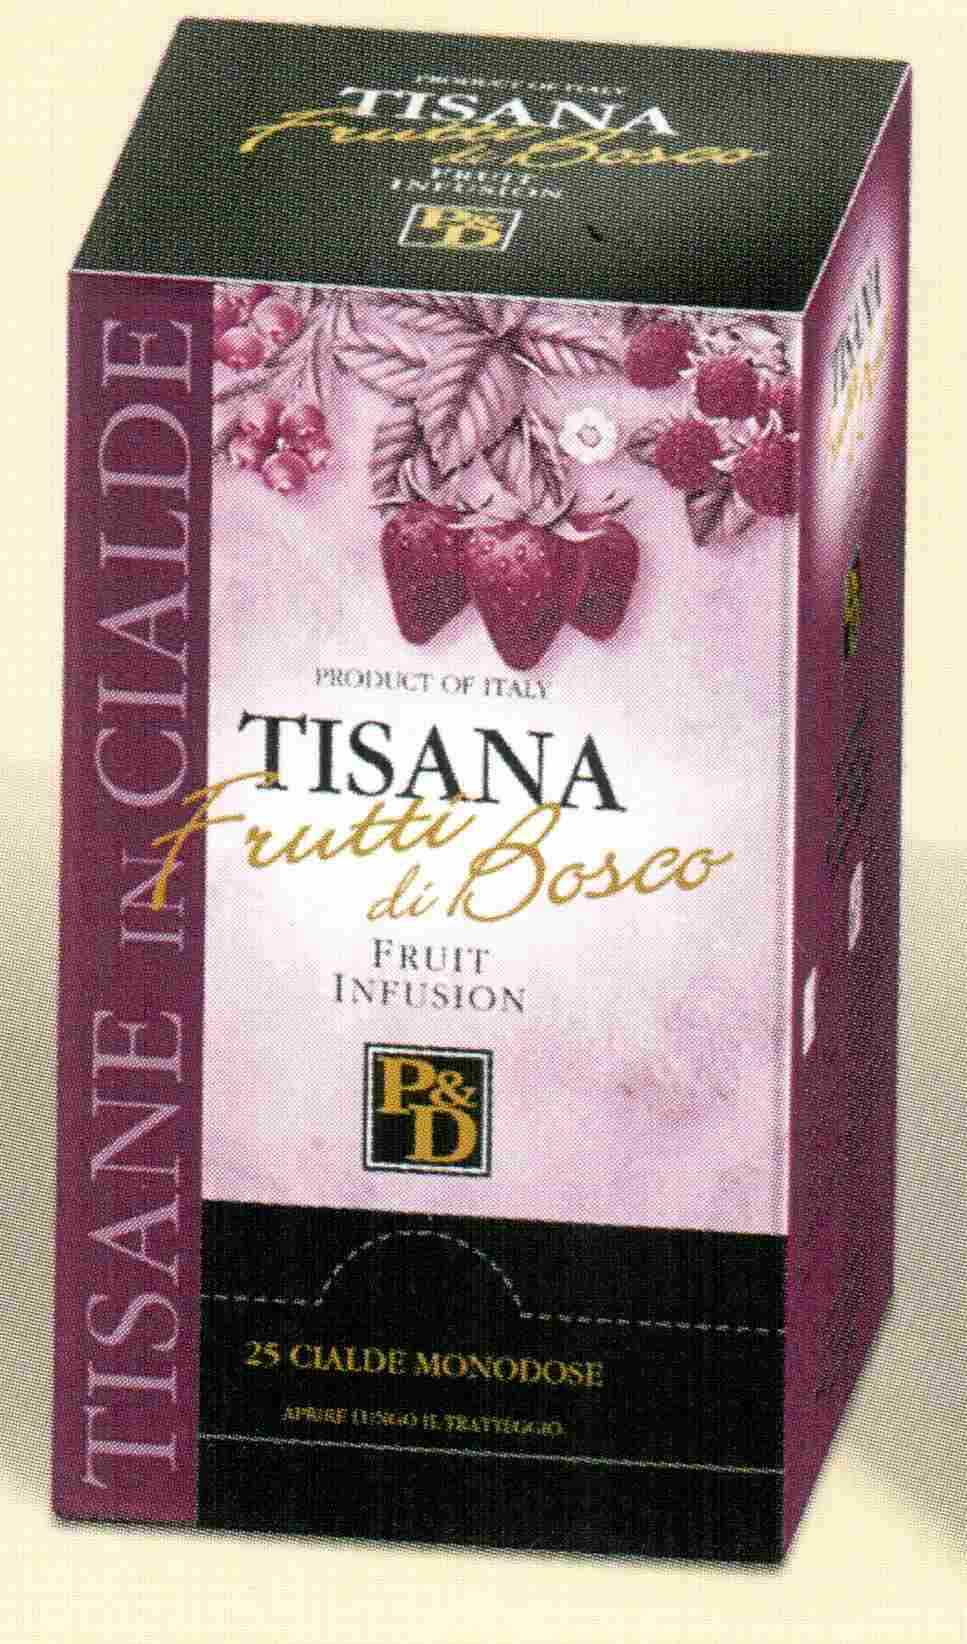 PRODUCT OF ITALY
TISANA
Frutti
di Bosco
FRUIT
INFUSION
P&D
TISANE IN CIALDE
PRODUCT OF ITALY
TISANA
Frutti
di Bosco
FRUIT
INFUSION
P&
D
25 CIALDE MONODOSE
APRIRE LUNGO IL TRATTEGGIO